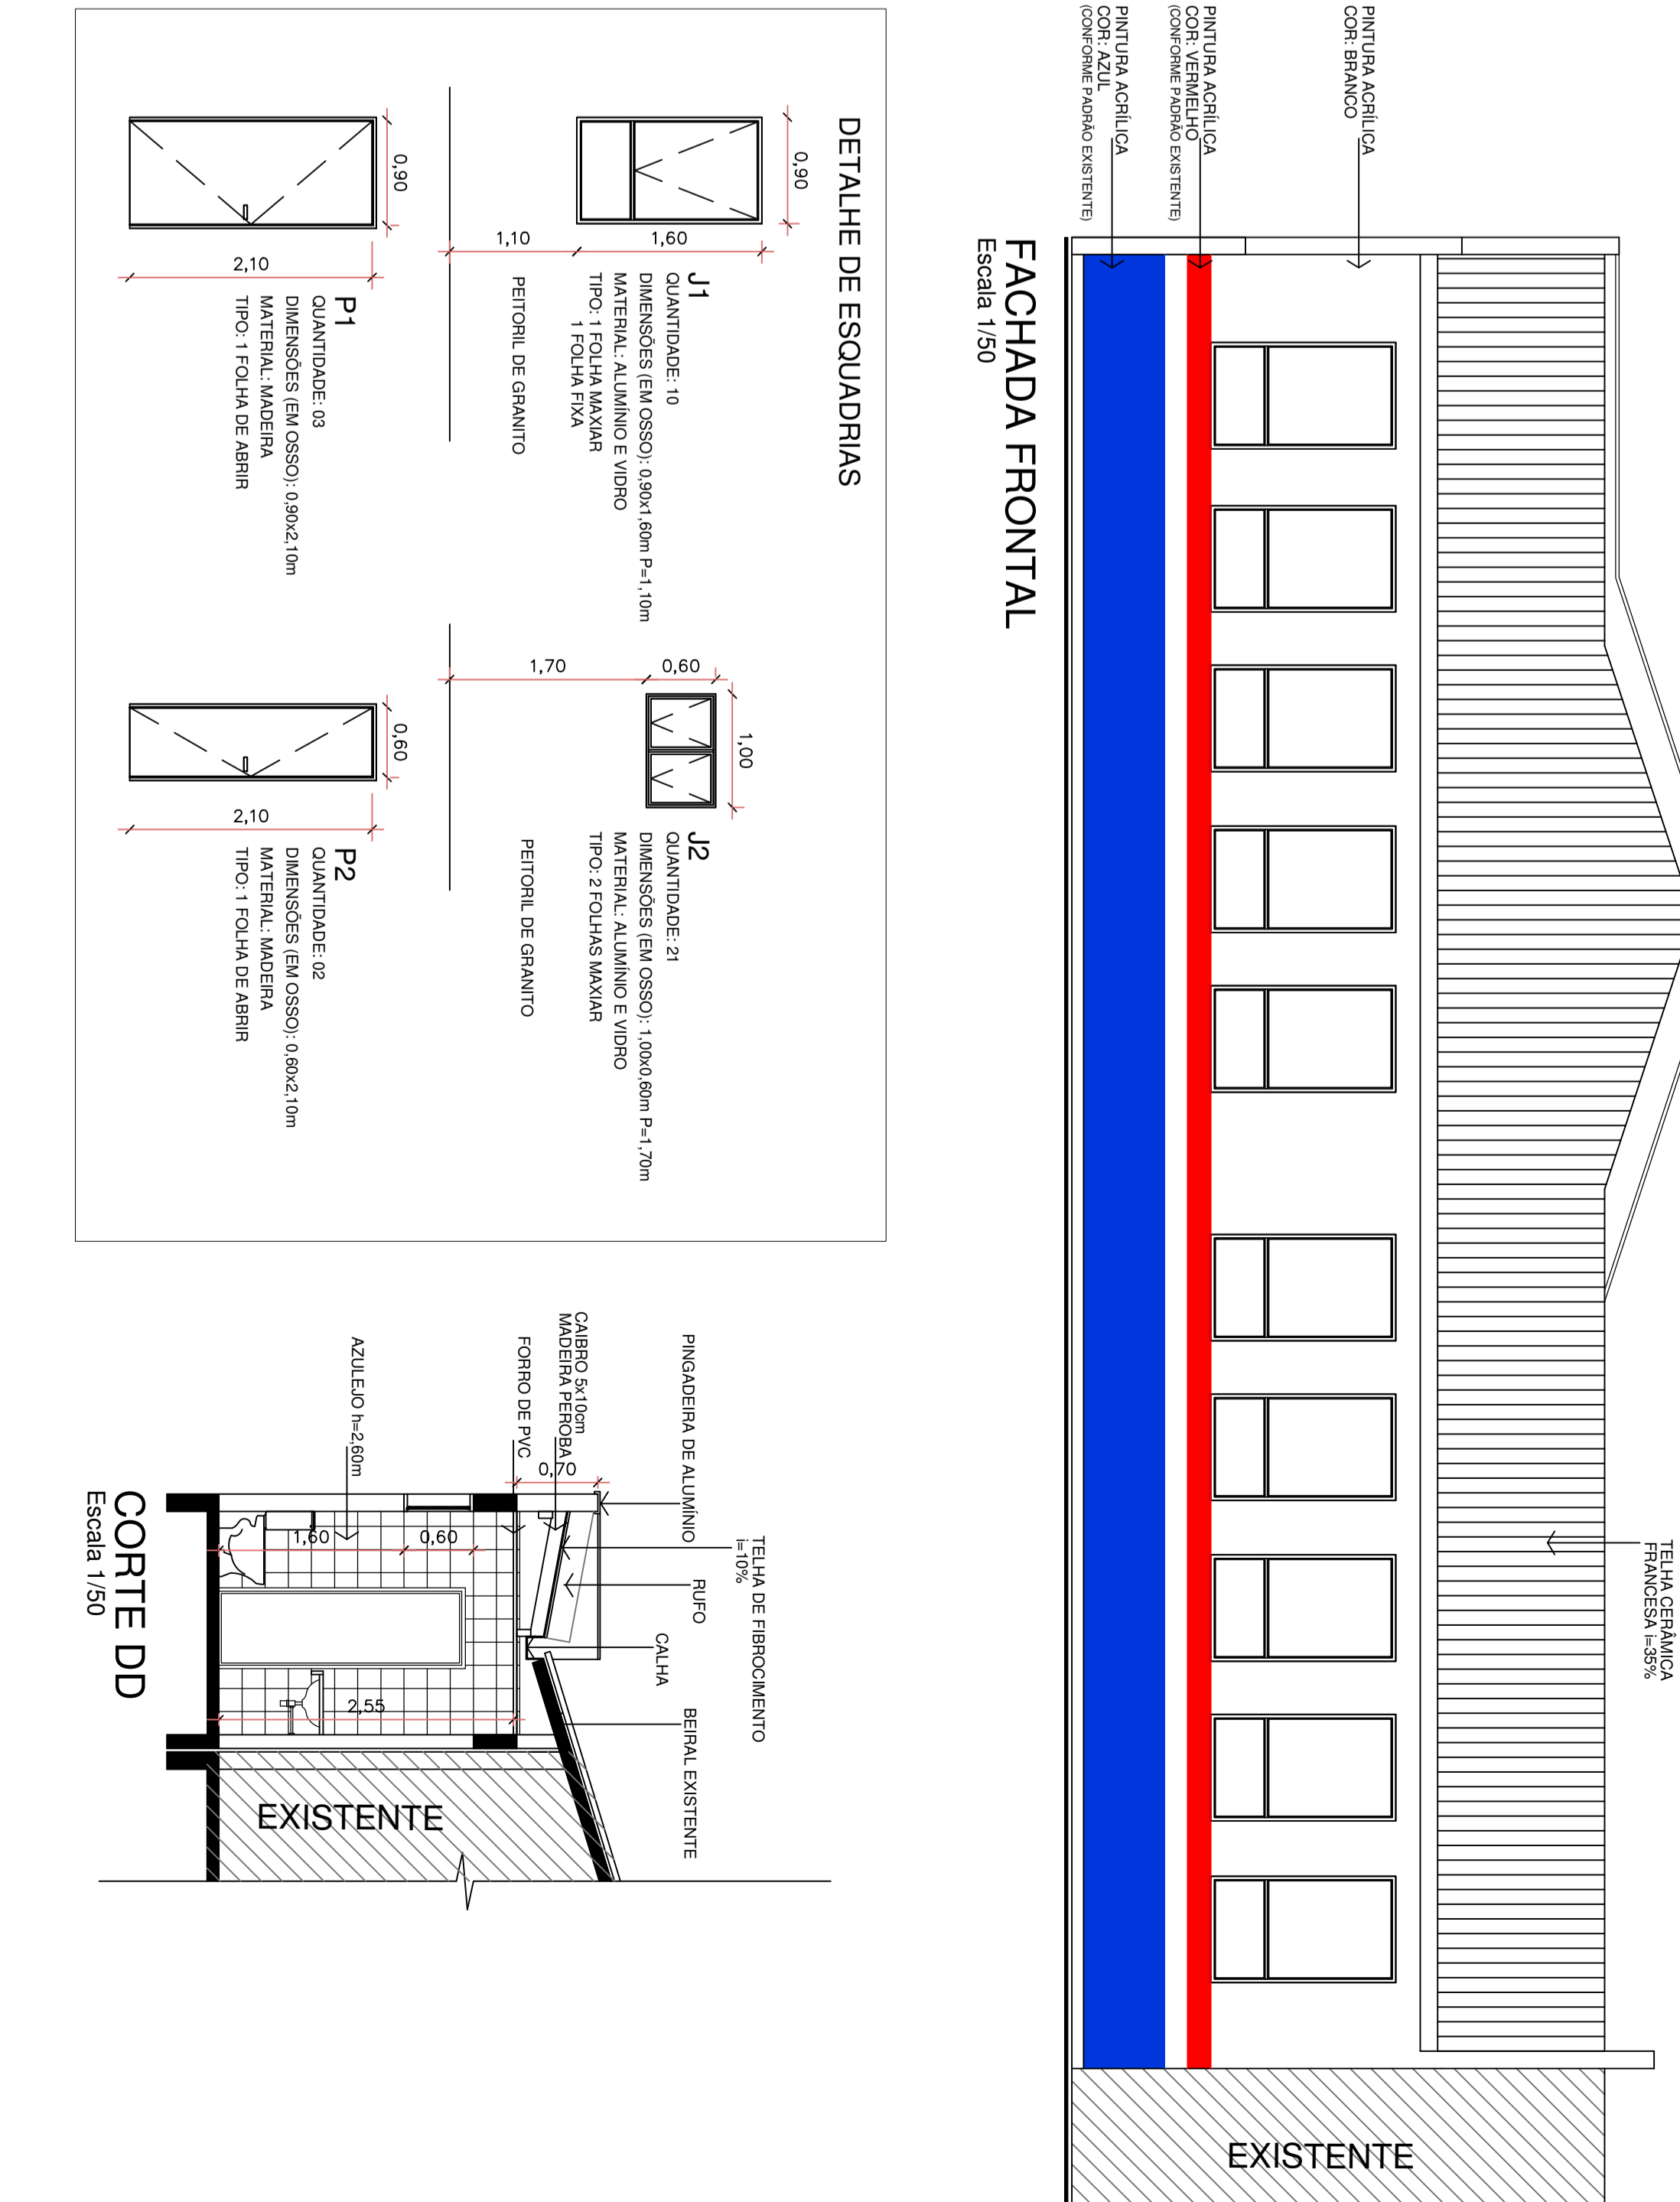 TELHA CERÂMICA
FRANCESA i=35%
PINTURA ACRÍLICA
COR: BRANCO
PINTURA ACRÍLICA
COR: VERMELHO
(CONFORME PADRÃO EXISTENTE)
PINTURA ACRÍLICA
COR: AZUL
(CONFORME PADRÃO EXISTENTE)
EXISTENTE
FACHADA FRONTAL
Escala 1/50
DETALHE DE ESQUADRIAS
0,90
1,60
1,10
J1
QUANTIDADE: 10
DIMENSÕES (EM OSSO): 0,90x1,60m P=1,10m
MATERIAL: ALUMÍNIO E VIDRO
TIPO: 1 FOLHA MAXIAR
1 FOLHA FIXA
PEITORIL DE GRANITO
1,00
0,60
1,70
J2
QUANTIDADE: 21
DIMENSÕES (EM OSSO): 1,00x0,60m P=1,70m
MATERIAL: ALUMÍNIO E VIDRO
TIPO: 2 FOLHAS MAXIAR
PEITORIL DE GRANITO
0,90
2,10
P1
QUANTIDADE: 03
DIMENSÕES (EM OSSO): 0,90x2,10m
MATERIAL: MADEIRA
TIPO: 1 FOLHA DE ABRIR
0,60
2,10
P2
QUANTIDADE: 02
DIMENSÕES (EM OSSO): 0,60x2,10m
MATERIAL: MADEIRA
TIPO: 1 FOLHA DE ABRIR
TELHA DE FIBROCIMENTO
i=10%
PINGADEIRA DE ALUMÍNIO
RUFO
CALHA
BEIRAL EXISTENTE
CAIBRO 5x10cm
MADEIRA PEROBA
FORRO DE PVC
0,70
AZULEJO h=2,60m
1,60
0,60
2,55
EXISTENTE
CORTE DD
Escala 1/50